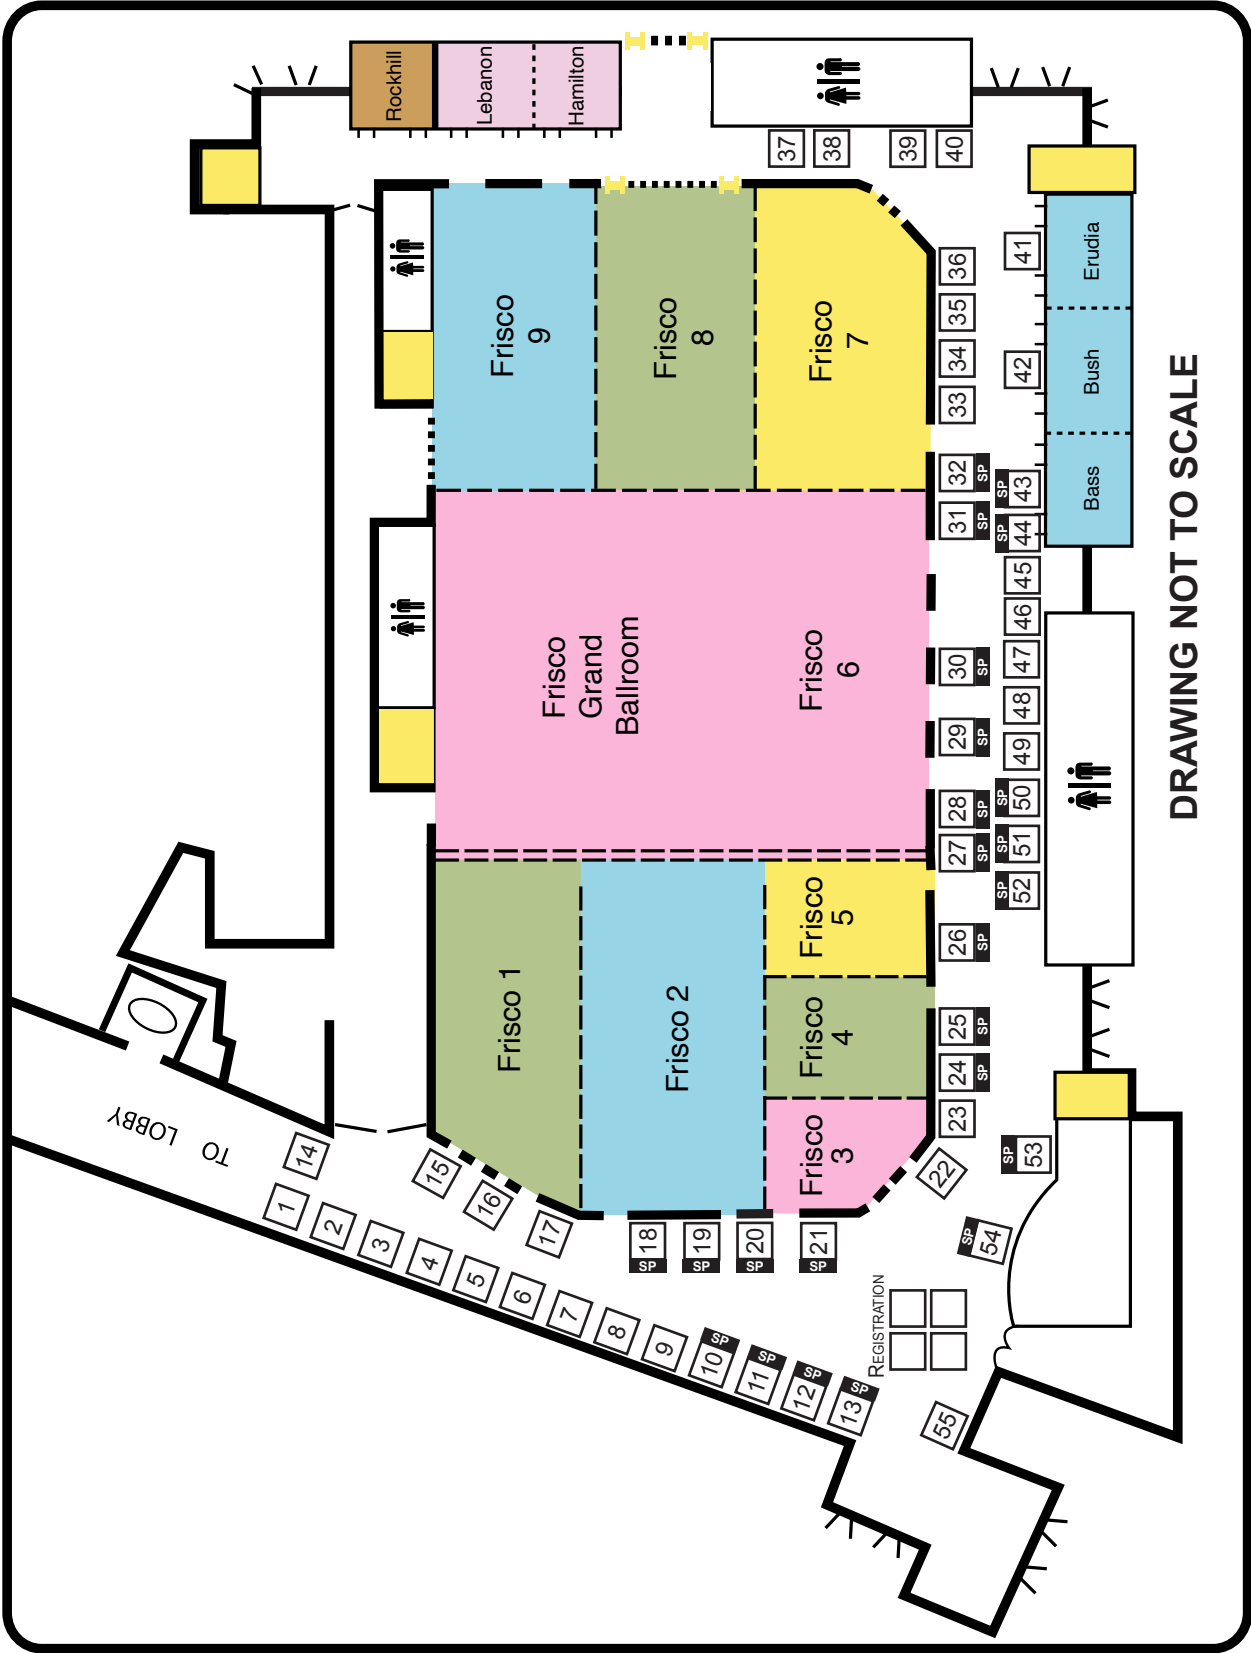 Rockhill
Lebanon
Hamilton
37
38
39
40
Frisco
9
Frisco
8
Frisco
7
36
35
34
33
32
SP
31
SP
41
42
SP
43
SP
44
45
46
47
48
49
SP
50
SP
51
SP
52
Erudia
Bush
Bass
Frisco
Grand
Ballroom
Frisco
6
30
SP
29
SP
28
SP
27
SP
26
SP
25
SP
24
SP
23
22
Frisco 1
Frisco 2
Frisco
5
Frisco
4
Frisco
3
TO LOBBY
14
15
16
17
18
SP
19
SP
20
SP
21
SP
1
2
3
4
5
6
7
8
9
10
SP
11
SP
12
SP
13
SP
REGISTRATION
SP
53
SP
54
55
DRAWING NOT TO SCALE